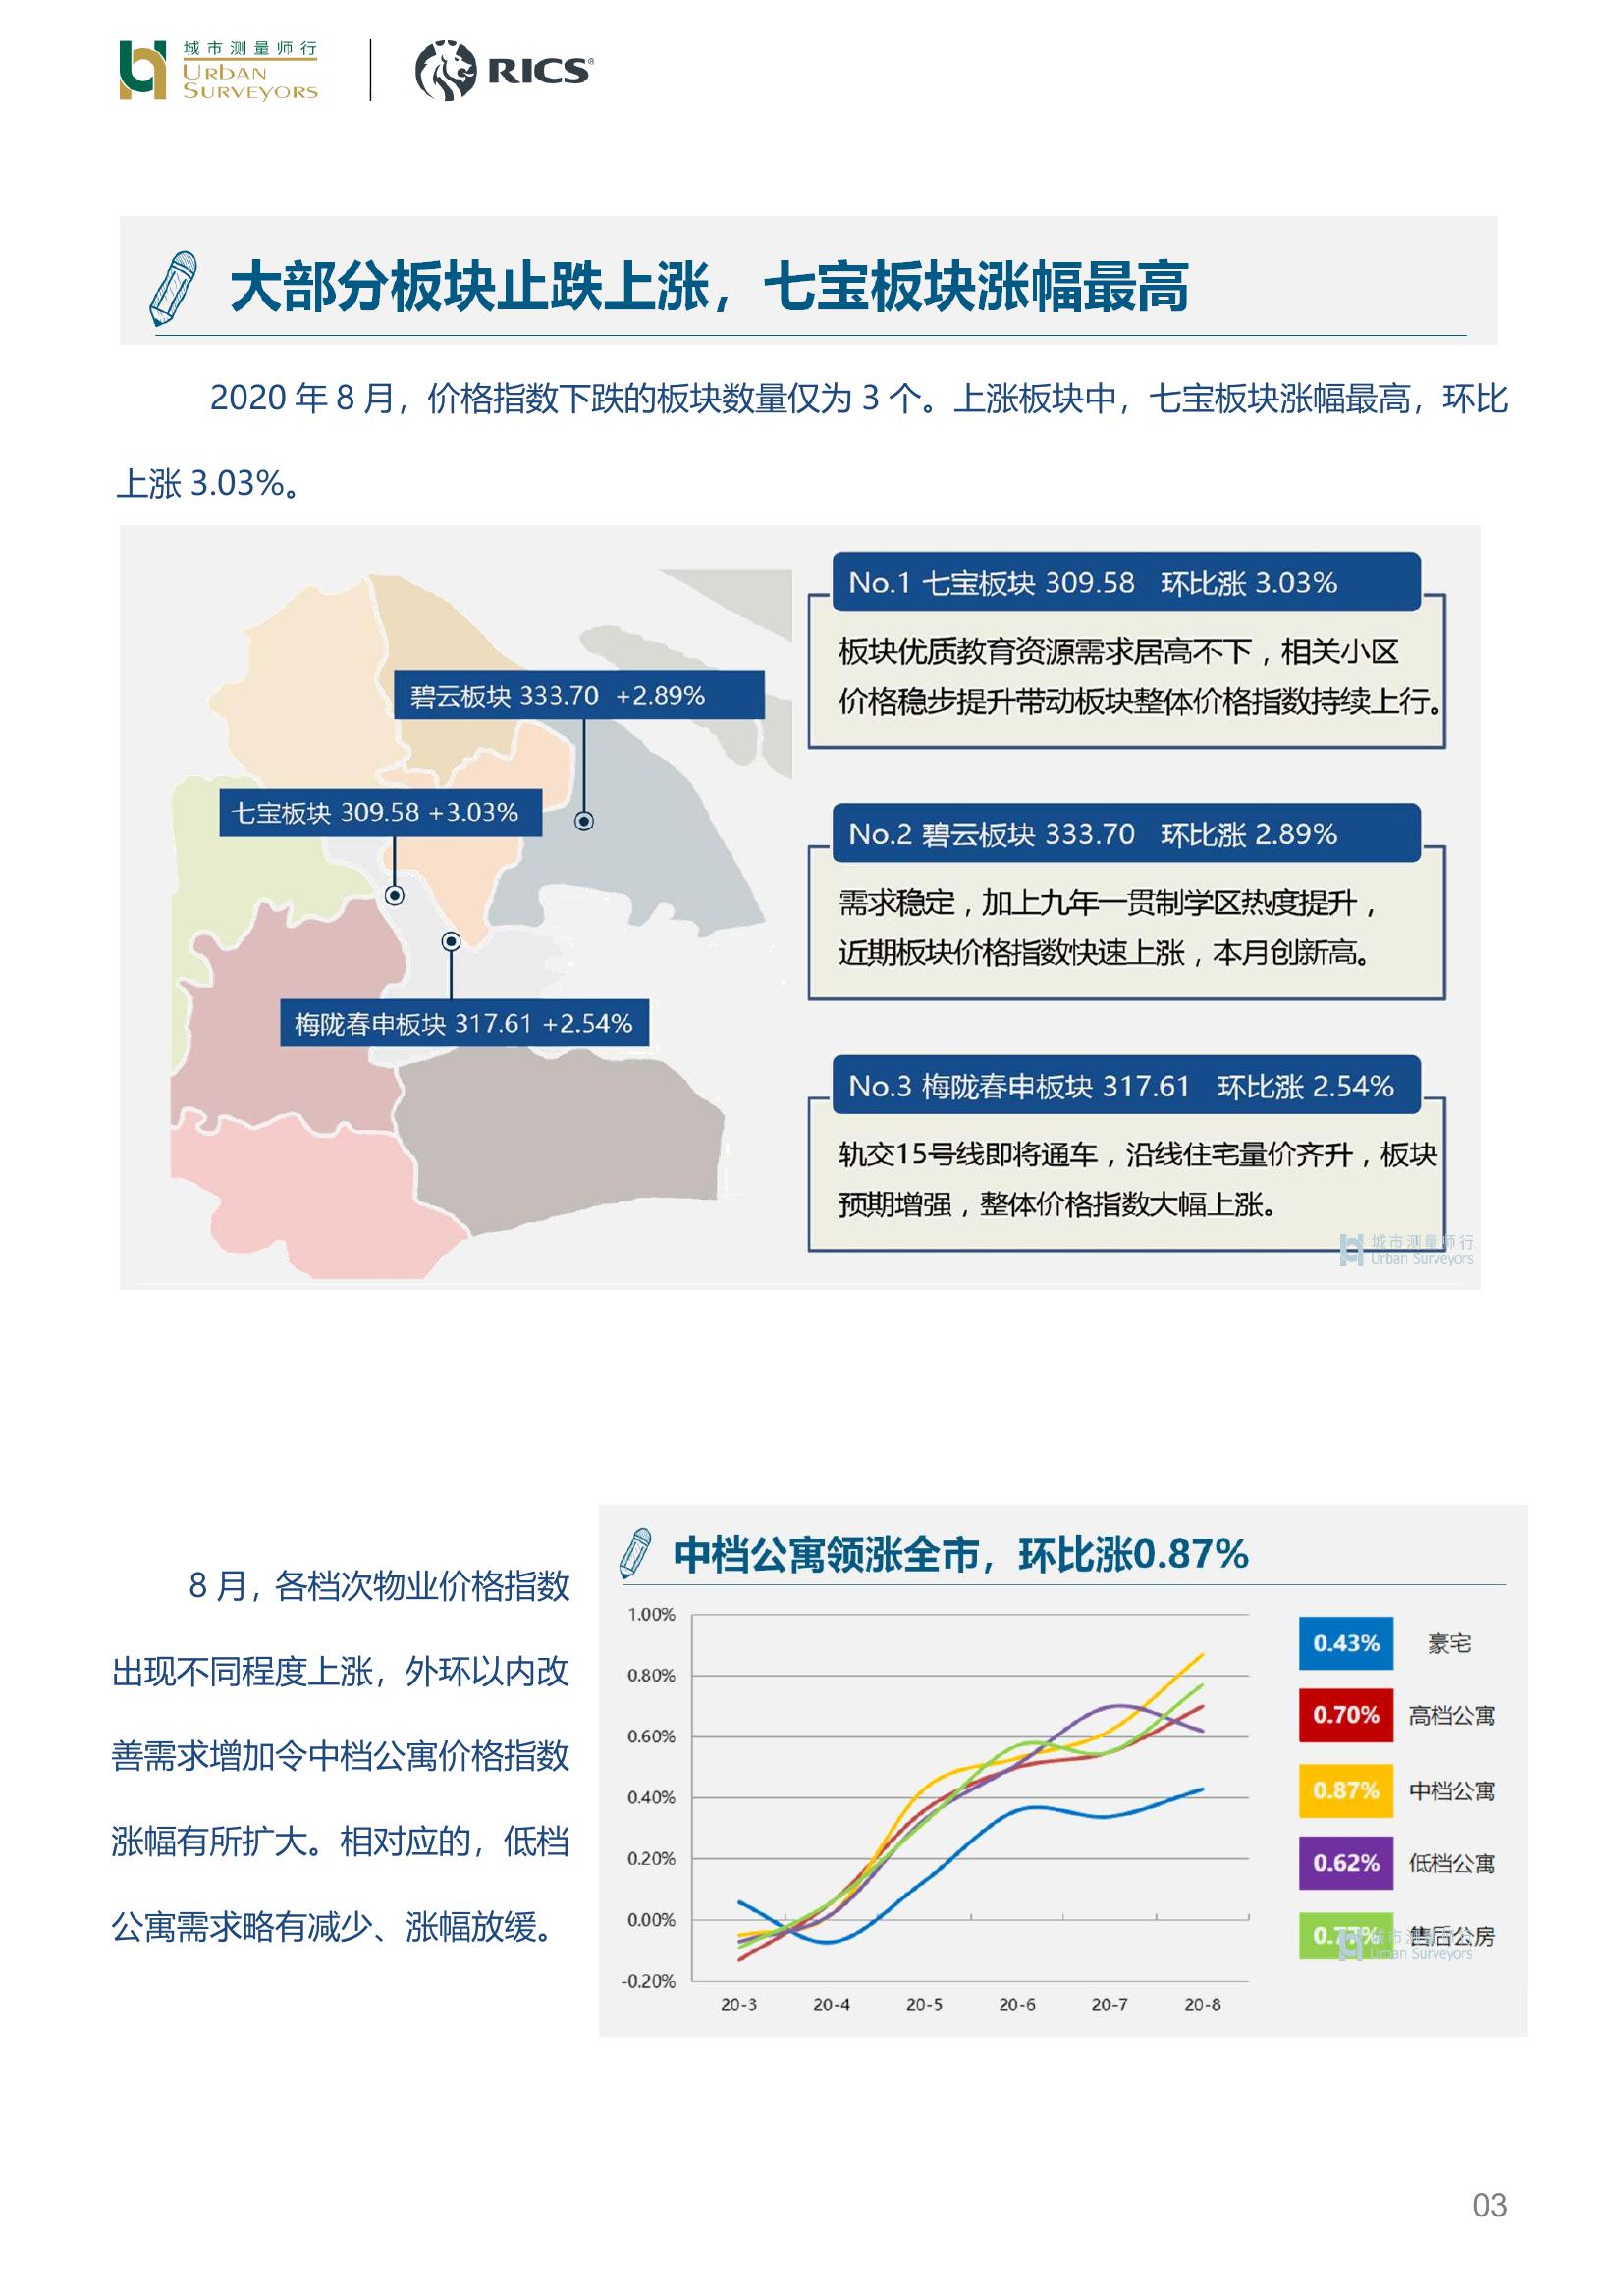 城市测量师行
URBAN
SURVEYORS
RICS®
大部分板块止跌上涨，七宝板块涨幅最高
2020 年 8 月，价格指数下跌的板块数量仅为 3 个。上涨板块中，七宝板块涨幅最高，环比
上涨 3.03%。
碧云板块 333.70 +2.89%
七宝板块 309.58 +3.03%
梅陇春申板块 317.61 +2.54%
No.1 七宝板块 309.58 环比涨 3.03%
板块优质教育资源需求居高不下，相关小区
价格稳步提升带动板块整体价格指数持续上行。
No.2 碧云板块 333.70 环比涨 2.89%
需求稳定，加上九年一贯制学区热度提升，
近期板块价格指数快速上涨，本月创新高。
No.3 梅陇春申板块 317.61 环比涨 2.54%
轨交15号线即将通车，沿线住宅量价齐升，板块
预期增强，整体价格指数大幅上涨。
城市测量师行
Urban Surveyors
8 月，各档次物业价格指数
出现不同程度上涨，外环以内改
善需求增加令中档公寓价格指数
涨幅有所扩大。相对应的，低档
公寓需求略有减少、涨幅放缓。
中档公寓领涨全市，环比涨0.87%
1.00%
0.80%
0.60%
0.40%
0.20%
0.00%
-0.20%
20-3 20-4 20-5 20-6 20-7 20-8
0.43% 豪宅
0.70% 高档公寓
0.87% 中档公寓
0.62% 低档公寓
0.77% 售后公房
城市测量师行
Urban Surveyors
03